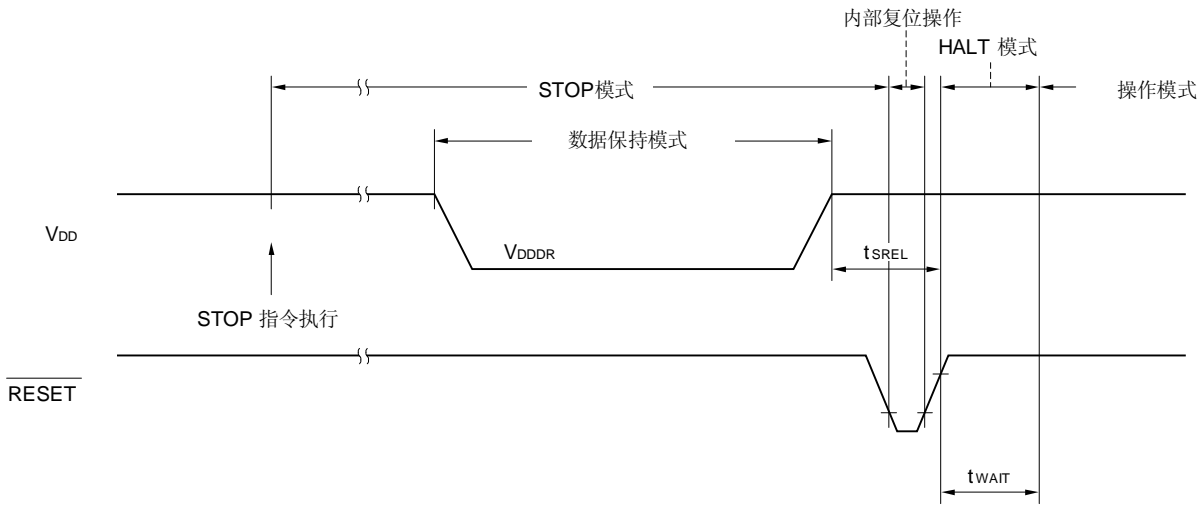 内部复位操作
HALT 模式
STOP模式
操作模式
数据保持模式
VDD
VDDDR
tSREL
STOP 指令执行
RESET
tWAIT